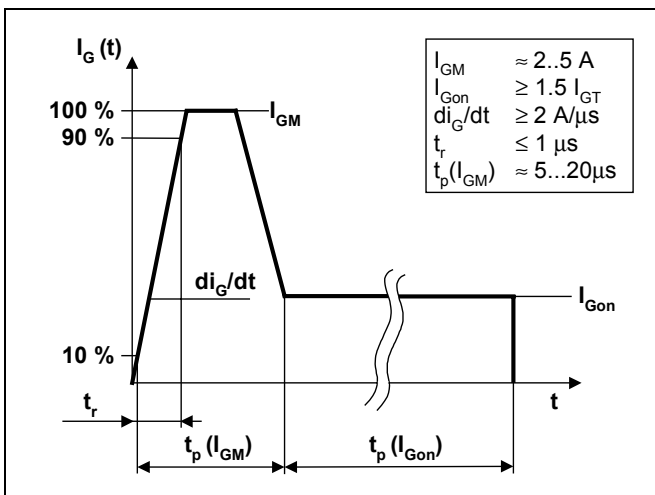 I_G (t)
100 %
90 %
10 %
I_GM
di_G/dt
I_Gon
t
t_r
t_p (I_GM)
t_p (I_Gon)
I_GM ≈ 2..5 A
I_Gon ≥ 1.5 I_GT
di_G/dt ≥ 2 A/μs
t_r ≤ 1 μs
t_p(I_GM) ≈ 5...20μs